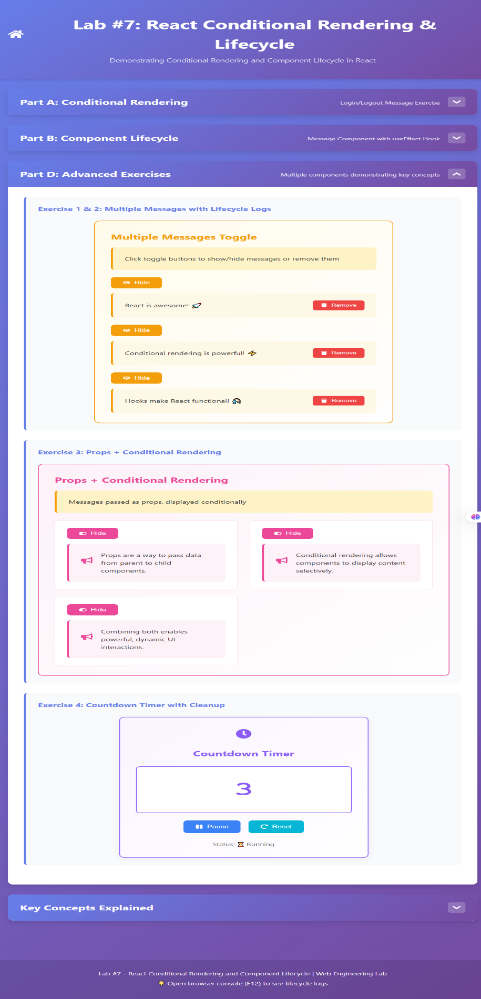 Lab #7: React Conditional Rendering &
Lifecycle
Demonstrating Conditional Rendering and Component Lifecycle in React
Part A: Conditional Rendering
Login/Logout Message Exercise
Part B: Component Lifecycle
Message Component with useEffect Hook
Part D: Advanced Exercises
Multiple components demonstrating key concepts
Exercise 1 & 2: Multiple Messages with Lifecycle Logs
Multiple Messages Toggle
Click toggle buttons to show/hide messages or remove them
Hide
React is awesome! 🚀
Remove
Hide
Conditional rendering is powerful! ⚡
Remove
Hide
Hooks make React functional! 🎣
Remove
Exercise 3: Props + Conditional Rendering
Props + Conditional Rendering
Messages passed as props, displayed conditionally
Hide
Props are a way to pass data
from parent to child
components.
Hide
Conditional rendering allows
components to display content
selectively.
Hide
Combining both enables
powerful, dynamic UI
interactions.
Exercise 4: Countdown Timer with Cleanup
Countdown Timer
3
Pause
Reset
Status: ⏳ Running
Key Concepts Explained
Lab #7 - React Conditional Rendering and Component Lifecycle | Web Engineering Lab
💡 Open browser console (F12) to see lifecycle logs